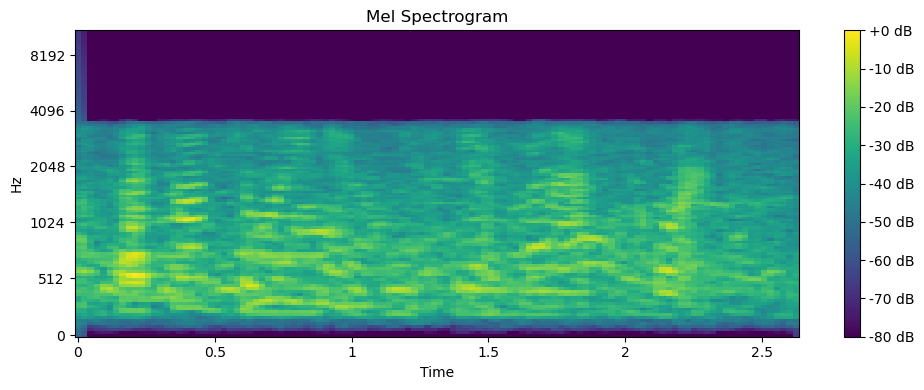 Mel Spectrogram
Hz
8192
4096
2048
1024
512
0
0
0.5
1
1.5
2
2.5
Time
+0 dB
-10 dB
-20 dB
-30 dB
-40 dB
-50 dB
-60 dB
-70 dB
-80 dB